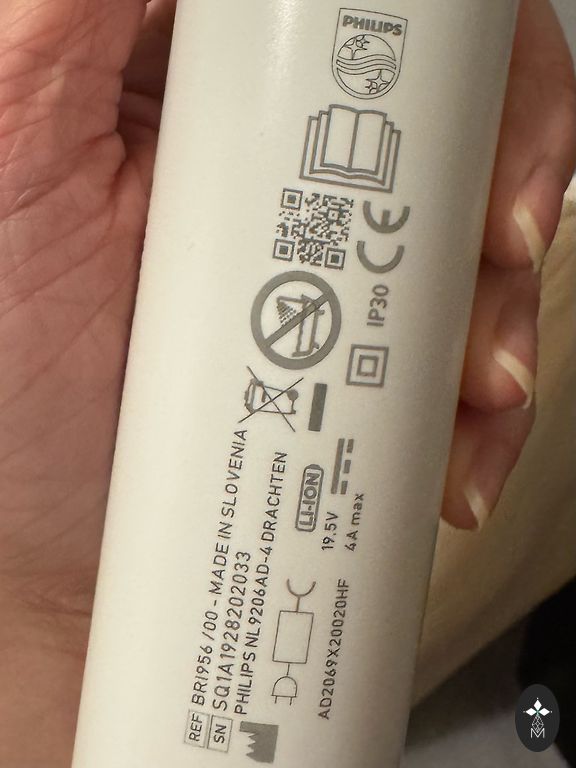 PHILIPS
CE
IP30
LI-ION
19.5V
4A max
REF BRI956 /00 - MADE IN SLOVENIA
SN SQ1A1928202033
PHILIPS NL9206AD-4 DRACHTEN
AD2069X20020HF
M